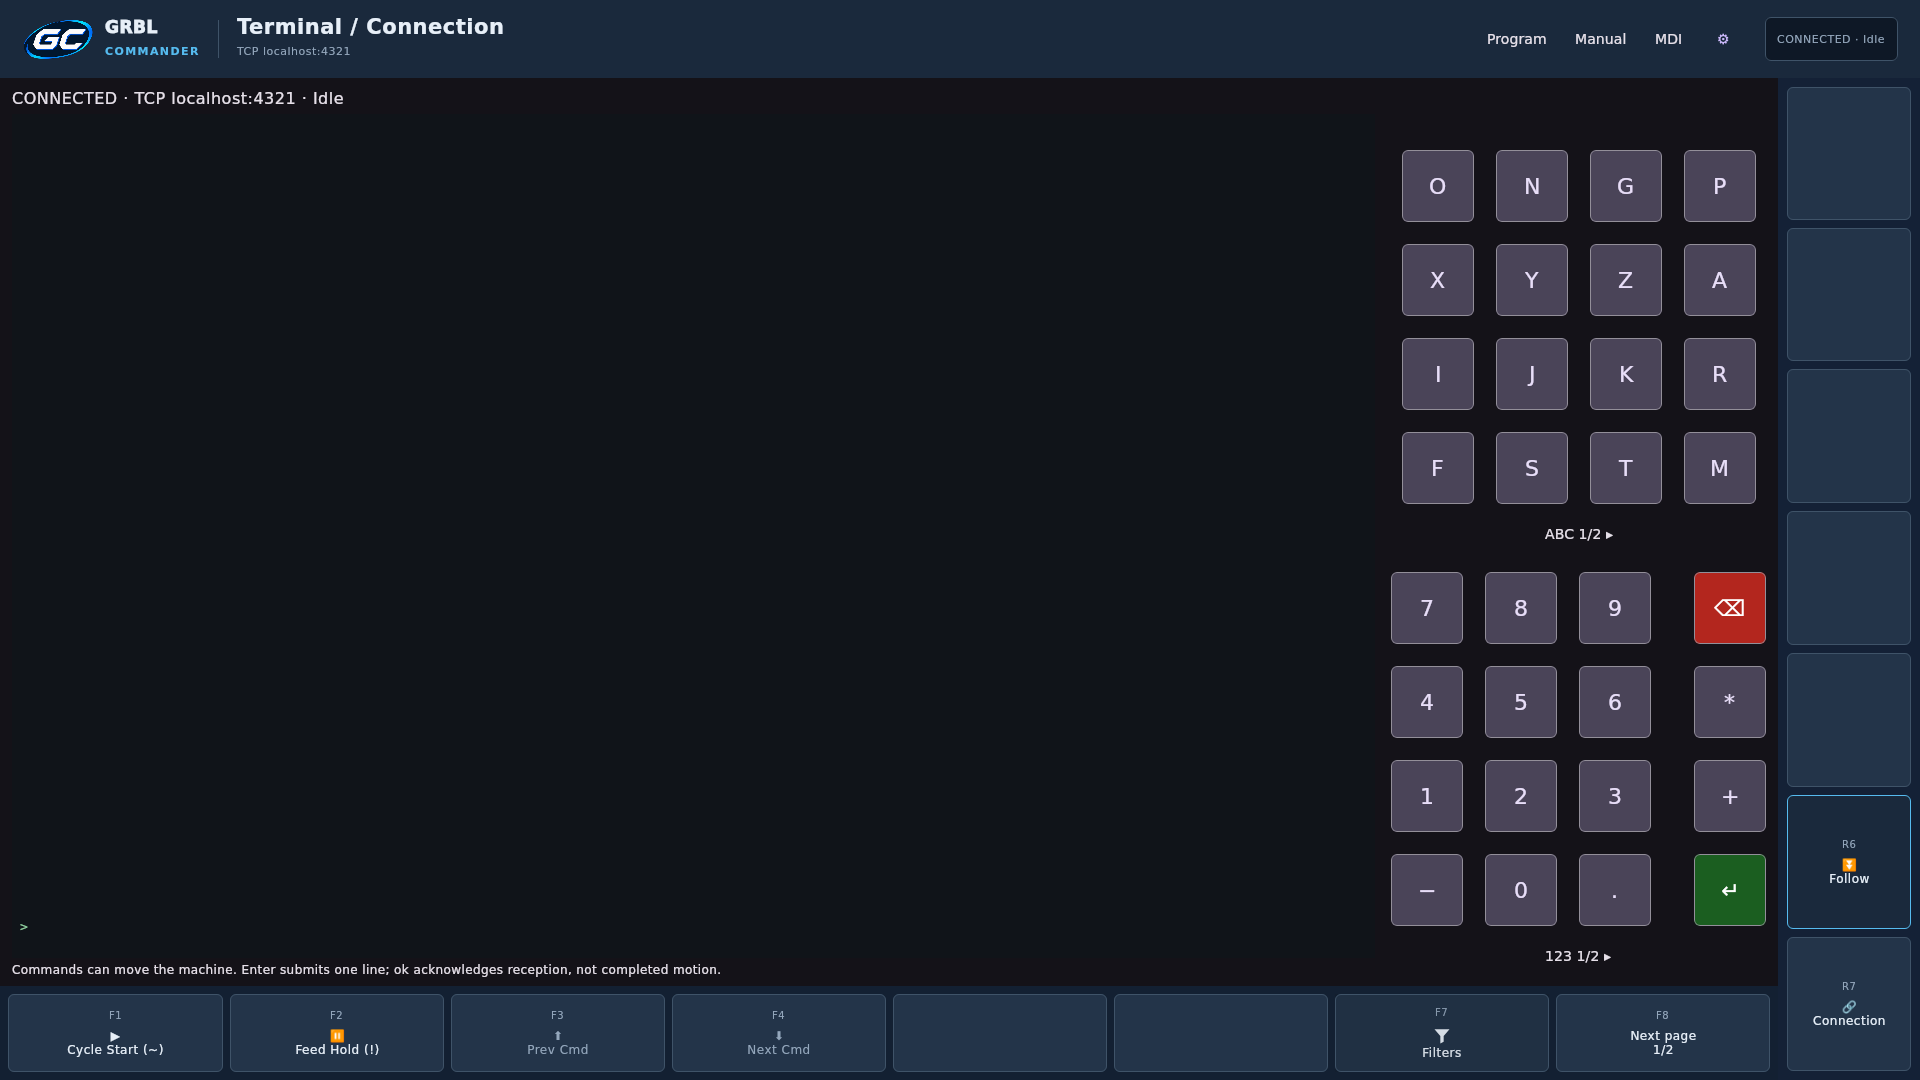 GC
GRBL
COMMANDER
Terminal / Connection
TCP localhost:4321
Program
Manual
MDI
⚙
CONNECTED · Idle
CONNECTED · TCP localhost:4321 · Idle
O N G P
X Y Z A
I J K R
F S T M
ABC 1/2 ▸
7 8 9 ⌫
4 5 6 *
1 2 3 +
− 0 . ↵
123 1/2 ▸
>
Commands can move the machine. Enter submits one line; ok acknowledges reception, not completed motion.
R6
⏬
Follow
R7
🔗
Connection
F1
▶
Cycle Start (~)
F2
⏸
Feed Hold (!)
F3
⬆
Prev Cmd
F4
⬇
Next Cmd
F7
Filters
F8
Next page
1/2